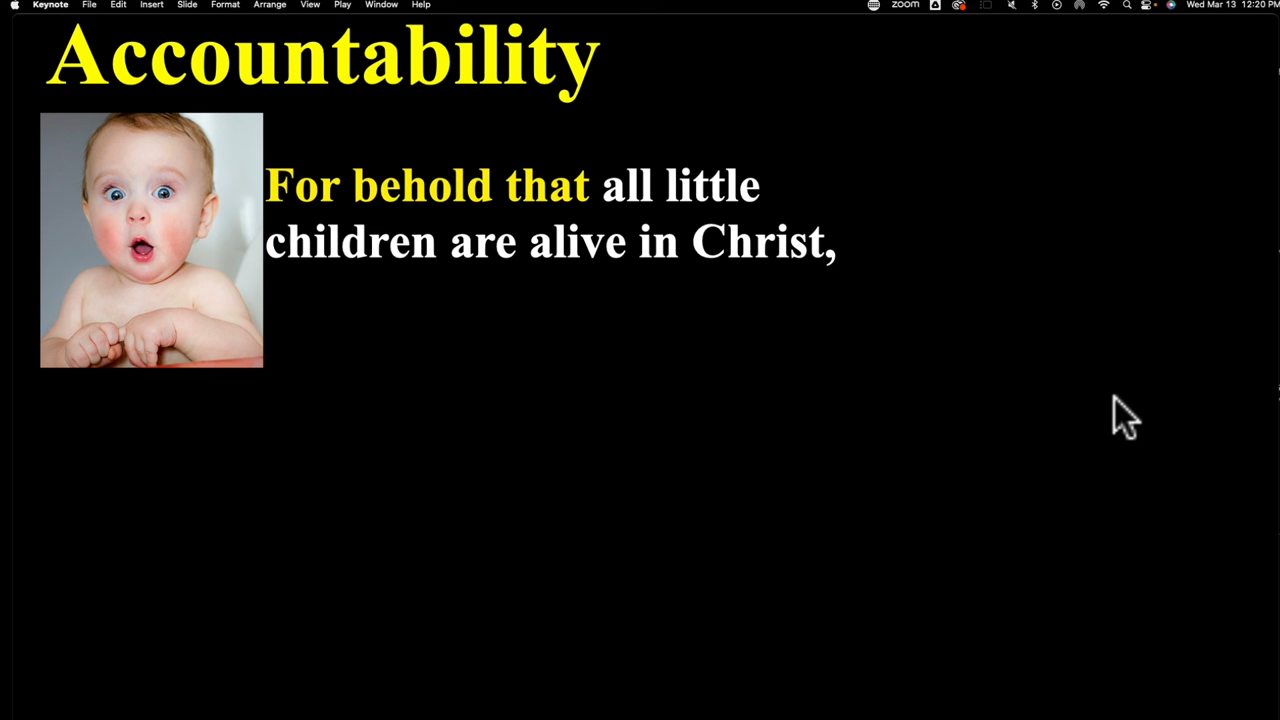 Keynote File Edit Insert Slide Format Arrange View Play Window Help zoom Wed Mar 13 12:20 PM
Accountability
For behold that all little
children are alive in Christ,